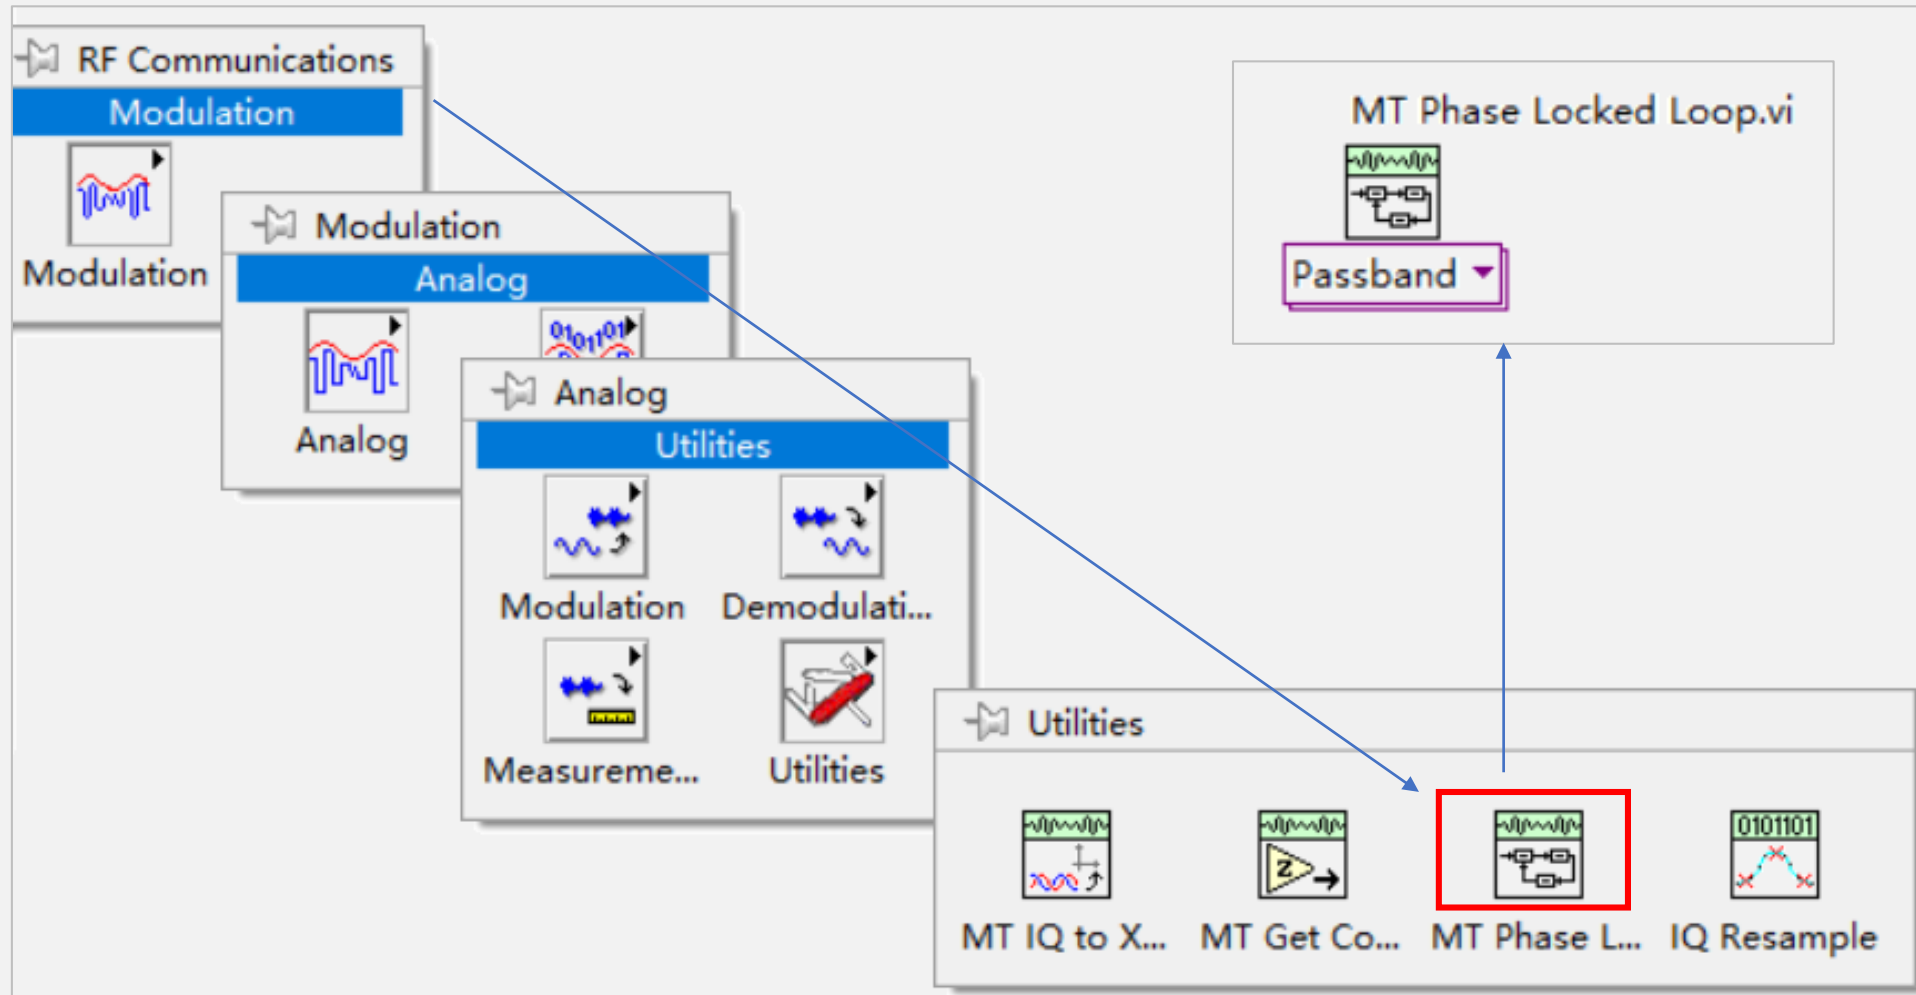 RF Communications
Modulation
Modulation
Modulation
Analog
0101101
Analog
Analog
Utilities
Modulation
Demodulati...
Measureme...
Utilities
Utilities
Z
0101101
MT IQ to X...
MT Get Co...
MT Phase L...
IQ Resample
MT Phase Locked Loop.vi
Passband